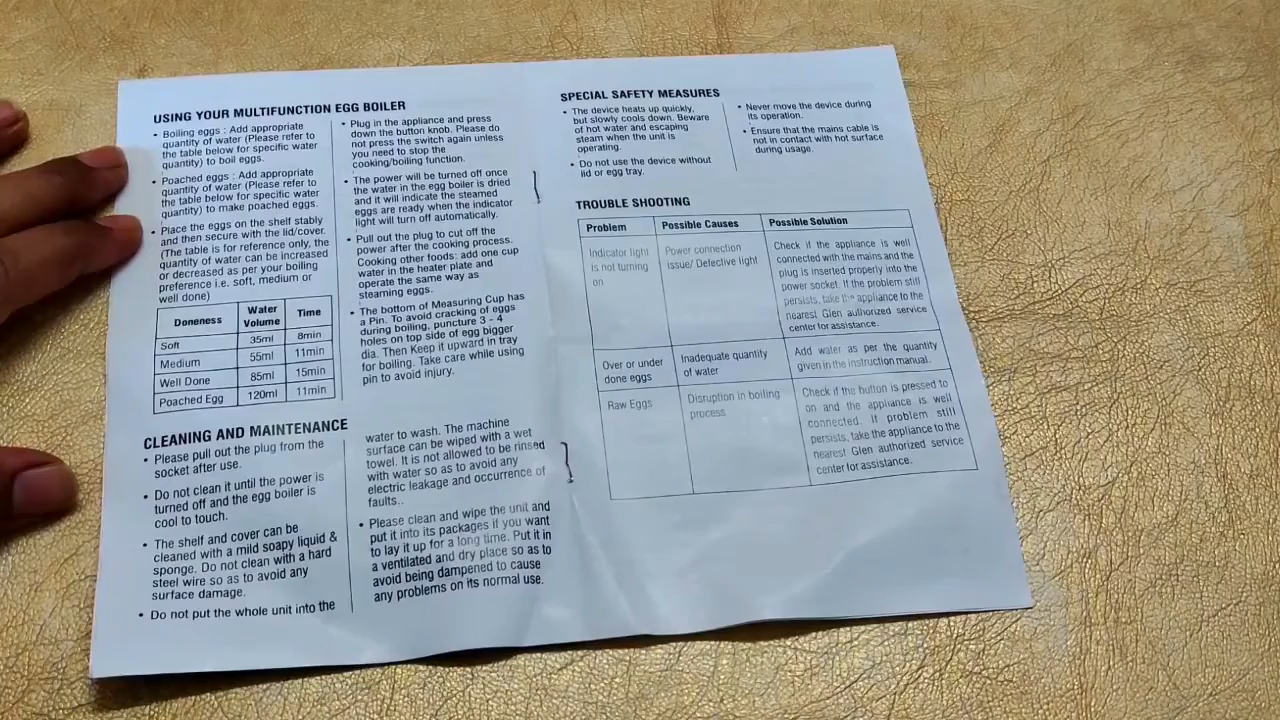 USING YOUR MULTIFUNCTION EGG BOILER
• Boiling eggs : Add appropriate
quantity of water (Please refer to
the table below for specific water
quantity) to boil eggs.
• Poached eggs : Add appropriate
quantity of water (Please refer to
the table below for specific water
quantity) to make poached eggs.
• Place the eggs on the shelf stably
and then secure with the lid/cover.
(The table is for reference only, the
quantity of water can be increased
or decreased as per your boiling
preference i.e. soft, medium or
well done)
Doneness Water Volume Time
Soft 35ml 8min
Medium 55ml 11min
Well Done 85ml 15min
Poached Egg 120ml 11min
• Plug in the appliance and press
down the button knob. Please do
not press the switch again unless
you need to stop the
cooking/boiling function.
• The power will be turned off once
the water in the egg boiler is dried
and it will indicate the steamed
eggs are ready when the indicator
light will turn off automatically.
• Pull out the plug to cut off the
power after the cooking process.
Cooking other foods: add one cup
water in the heater plate and
operate the same way as
steaming eggs.
• The bottom of Measuring Cup has
a Pin. To avoid cracking of eggs
during boiling, puncture 3 - 4
holes on top side of egg bigger
dia. Then Keep it upward in tray
for boiling. Take care while using
pin to avoid injury.
CLEANING AND MAINTENANCE
• Please pull out the plug from the
socket after use.
• Do not clean it until the power is
turned off and the egg boiler is
cool to touch.
• The shelf and cover can be
cleaned with a mild soapy liquid &
sponge. Do not clean with a hard
steel wire so as to avoid any
surface damage.
• Do not put the whole unit into the
water to wash. The machine
surface can be wiped with a wet
towel. It is not allowed to be rinsed
with water so as to avoid any
electric leakage and occurrence of
faults..
• Please clean and wipe the unit and
put it into its packages if you want
to lay it up for a long time. Put it in
a ventilated and dry place so as to
avoid being dampened to cause
any problems on its normal use.
SPECIAL SAFETY MEASURES
• The device heats up quickly,
but slowly cools down. Beware
of hot water and escaping
steam when the unit is
operating.
• Do not use the device without
lid or egg tray.
• Never move the device during
its operation.
• Ensure that the mains cable is
not in contact with hot surface
during usage.
TROUBLE SHOOTING
Problem Possible Causes Possible Solution
Indicator light
is not turning
on
Power connection
issue/ Defective light
Check if the appliance is well
connected with the mains and the
plug is inserted properly into the
power socket. If the problem still
persists, take the appliance to the
nearest Glen authorized service
center for assistance.
Over or under
done eggs
Inadequate quantity
of water
Add water as per the quantity
given in the instruction manual.
Raw Eggs
Disruption in boiling
process
Check if the button is pressed to
on and the appliance is well
connected. If problem still
persists, take the appliance to the
nearest Glen authorized service
center for assistance.